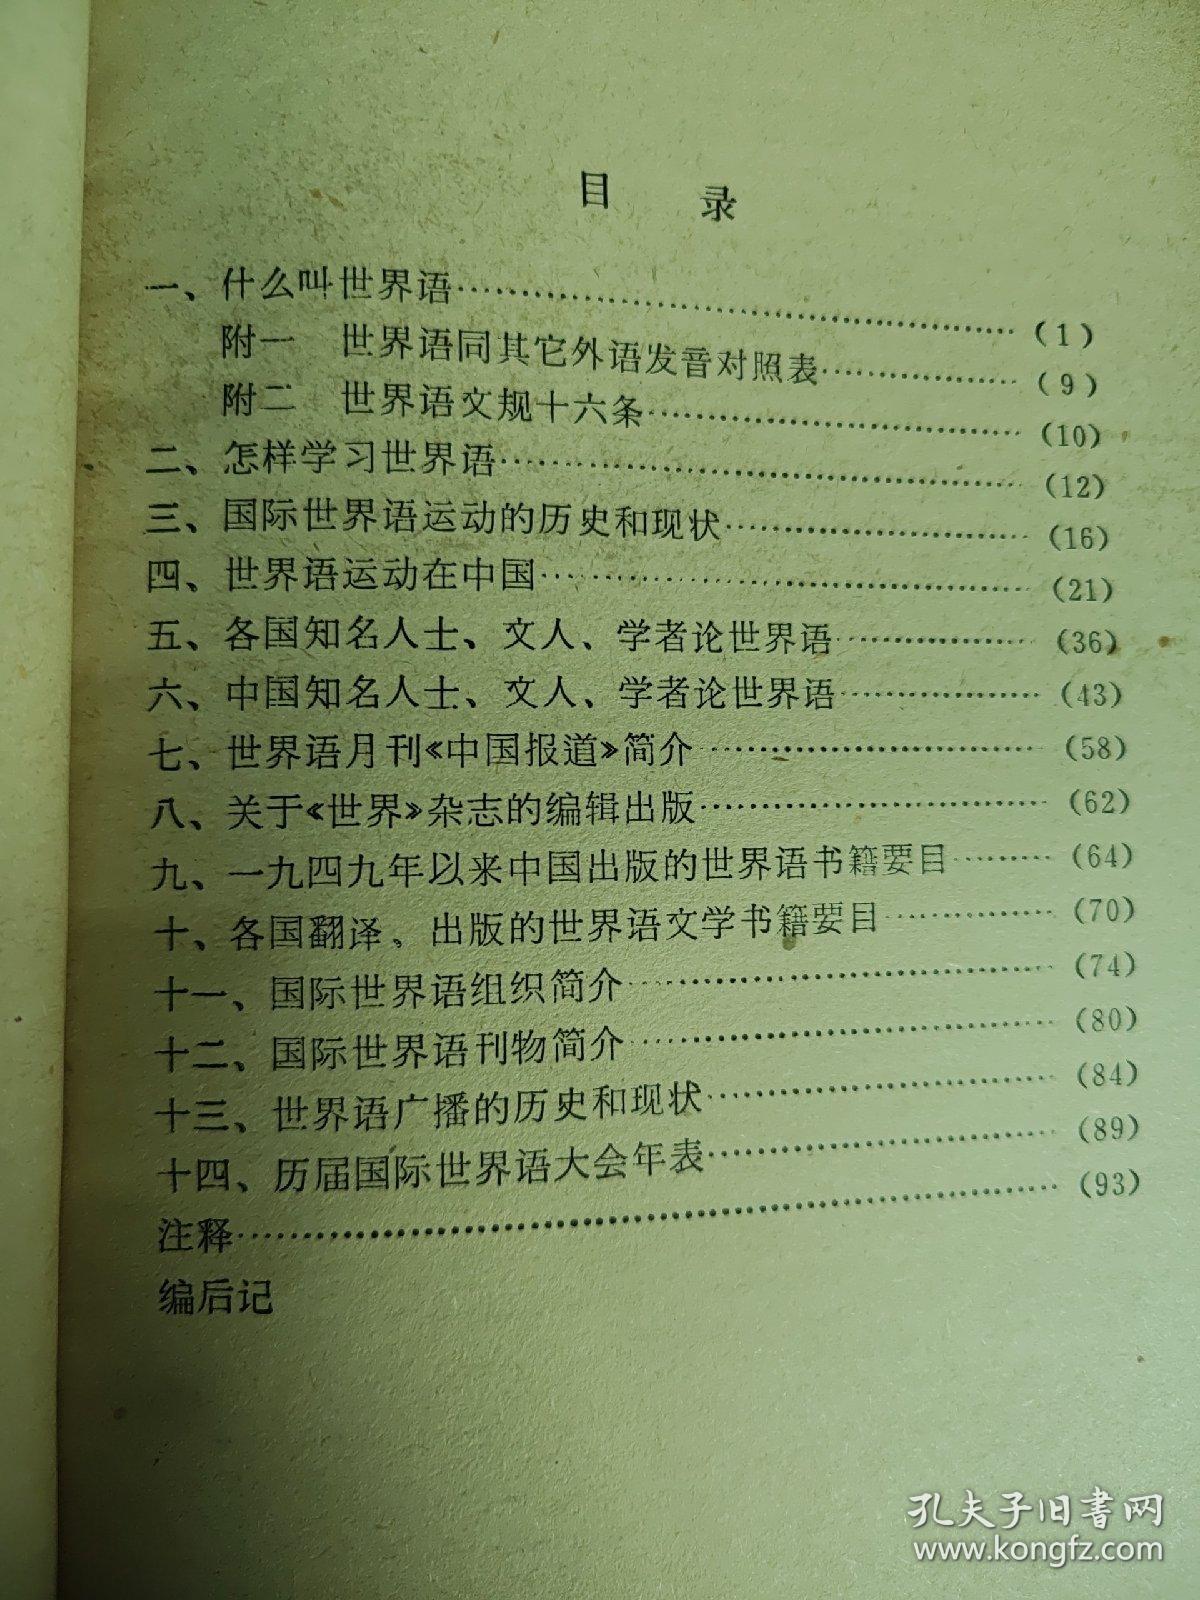 目 录
一、什么叫世界语……………………………………(1)
附一 世界语同其它外语发音对照表………………(9)
附二 世界语文规十六条……………………………(10)
二、怎样学习世界语……………………………………(12)
三、国际世界语运动的历史和现状……………………(16)
四、世界语运动在中国…………………………………(21)
五、各国知名人士、文人、学者论世界语……………(36)
六、中国知名人士、文人、学者论世界语……………(43)
七、世界语月刊《中国报道》简介……………………(58)
八、关于《世界》杂志的编辑出版……………………(62)
九、一九四九年以来中国出版的世界语书籍要目……(64)
十、各国翻译、出版的世界语文学书籍要目…………(70)
十一、国际世界语组织简介……………………………(74)
十二、国际世界语刊物简介……………………………(80)
十三、世界语广播的历史和现状………………………(84)
十四、历届国际世界语大会年表………………………(89)
注释………………………………………………………(93)
编后记
孔夫子旧书网
www.kongfz.com